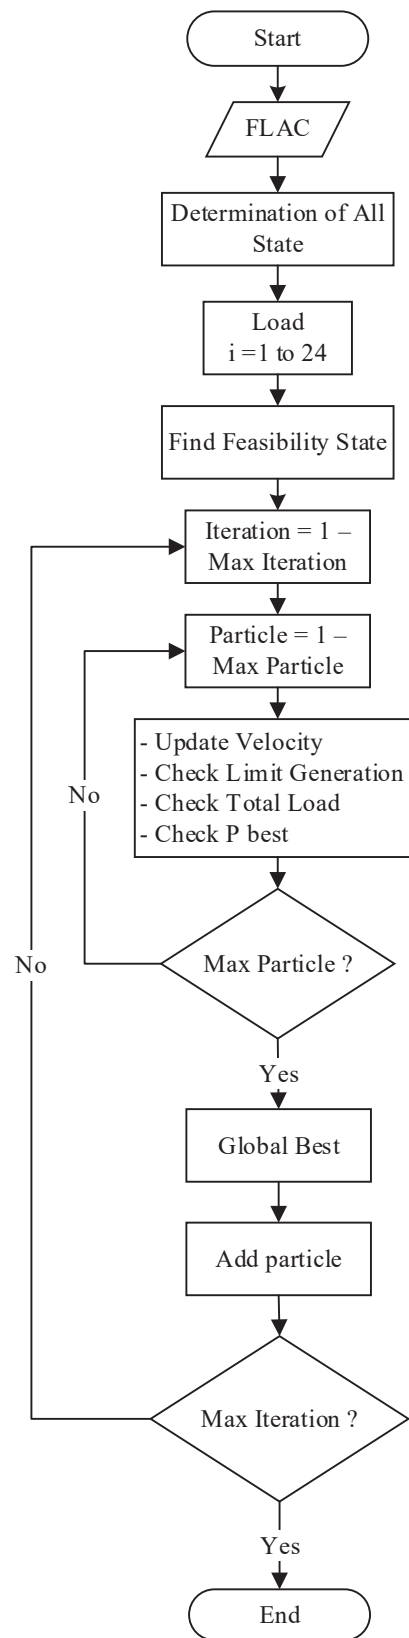 Start
FLAC
Determination of All
State
Load
i =1 to 24
Find Feasibility State
Iteration = 1 –
Max Iteration
Particle = 1 –
Max Particle
- Update Velocity
- Check Limit Generation
- Check Total Load
- Check P best
No
Max Particle ?
No
Yes
Global Best
Add particle
Max Iteration ?
Yes
End